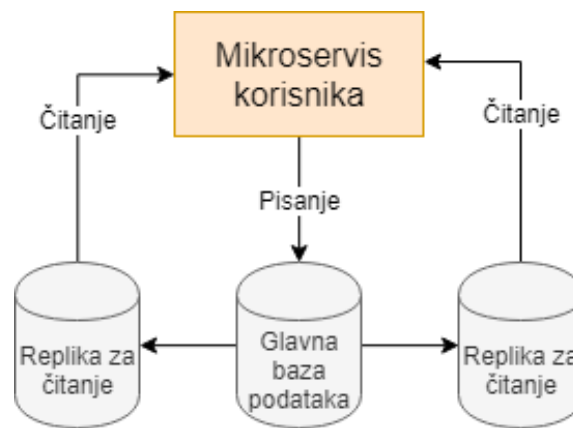 Mikroservis
korisnika
Čitanje
Čitanje
Pisanje
Replika za
čitanje
Glavna
baza
podataka
Replika za
čitanje